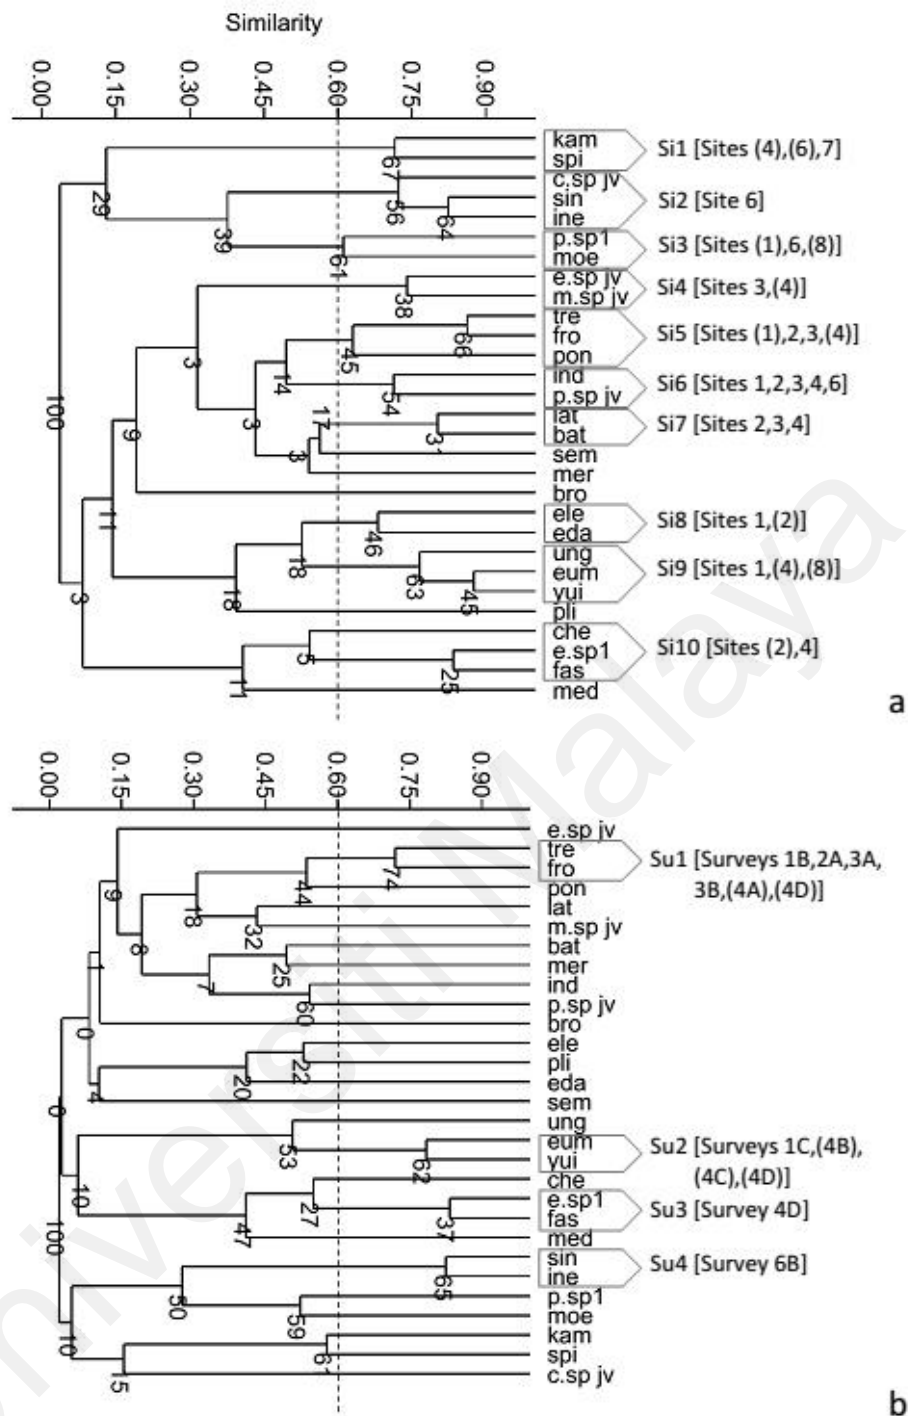 Similarity
0.00 0.15 0.30 0.45 0.60 0.75 0.90
kam
spi
67
Si1 [Sites (4),(6),7]
29
c.sp jv
sin
ine
56
64
Si2 [Site 6]
39
p.sp1
moe
61
Si3 [Sites (1),6,(8)]
e.sp jv
m.sp jv
38
Si4 [Sites 3,(4)]
3
tre
fro
pon
66
45
Si5 [Sites (1),2,3,(4)]
14
ind
p.sp jv
54
Si6 [Sites 1,2,3,4,6]
100
9
3
17
lat
bat
Si7 [Sites 2,3,4]
3
sem
mer
bro
11
ele
eda
46
Si8 [Sites 1,(2)]
18
ung
eum
yui
63
45
Si9 [Sites 1,(4),(8)]
3
18
pli
che
e.sp1
fas
5
25
Si10 [Sites (2),4]
11
med
a
0.00 0.15 0.30 0.45 0.60 0.75 0.90
e.sp jv
tre
fro
74
Su1 [Surveys 1B,2A,3A,
3B,(4A),(4D)]
9
44
pon
18
lat
m.sp jv
32
8
bat
mer
25
1
7
ind
p.sp jv
60
0
bro
ele
pli
22
20
eda
4
sem
0
ung
53
eum
yui
62
Su2 [Surveys 1C,(4B),
(4C),(4D)]
10
che
27
e.sp1
fas
37
Su3 [Survey 4D]
47
med
100
sin
ine
65
Su4 [Survey 6B]
50
p.sp1
moe
59
10
kam
spi
15
c.sp jv
b
Universiti Malaya